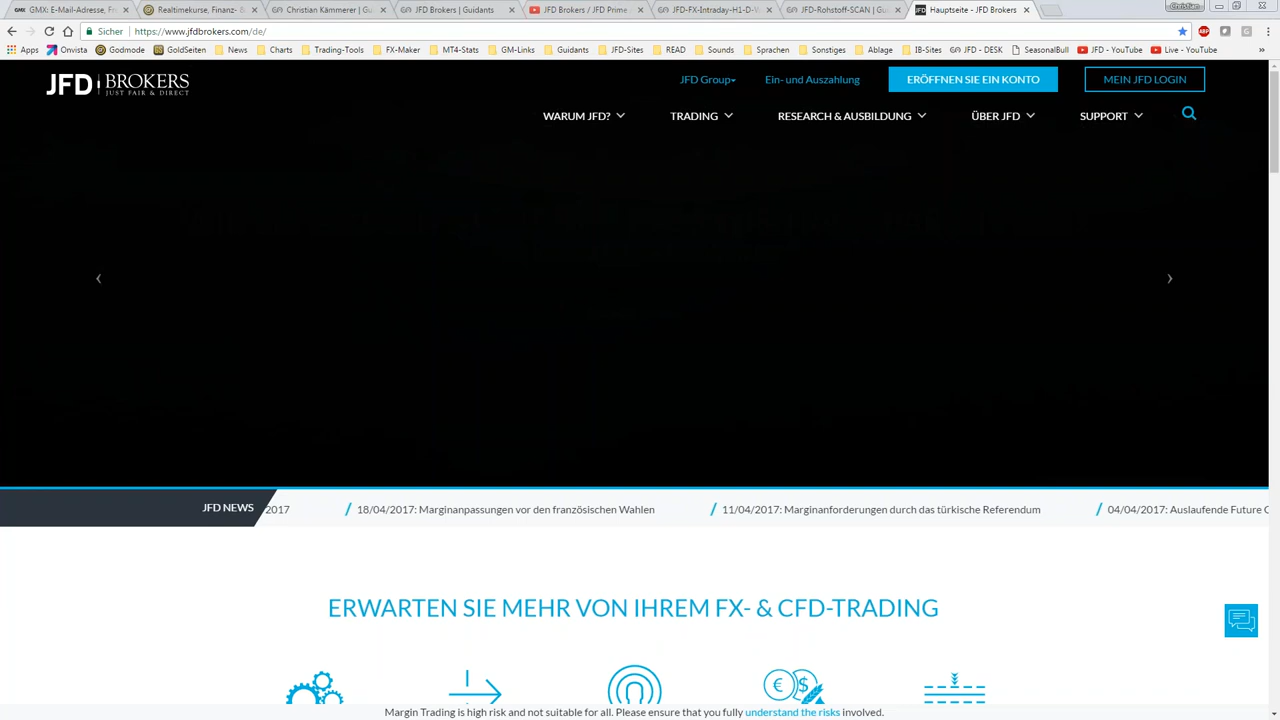 GMX: E-Mail-Adresse, Fr
Realtimekurse, Finanz- &
Christian Kämmerer | Gui
JFD Brokers | Guidants
JFD Brokers / JFD Prime
JFD-FX-Intraday-H1-D-W
JFD-Rohstoff-SCAN | Gui
Hauptseite - JFD Brokers
Christian
Sicher
https://www.jfdbrokers.com/de/
Apps
Onvista
Godmode
GoldSeiten
News
Charts
Trading-Tools
FX-Maker
MT4-Stats
GM-Links
Guidants
JFD-Sites
READ
Sounds
Sprachen
Sonstiges
Ablage
IB-Sites
JFD - DESK
SeasonalBull
JFD - YouTube
Live - YouTube
JFD BROKERS
JUST FAIR & DIRECT
JFD Group
Ein- und Auszahlung
ERÖFFNEN SIE EIN KONTO
MEIN JFD LOGIN
WARUM JFD?
TRADING
RESEARCH & AUSBILDUNG
ÜBER JFD
SUPPORT
JFD NEWS
2017
18/04/2017: Marginanpassungen vor den französischen Wahlen
11/04/2017: Marginanforderungen durch das türkische Referendum
04/04/2017: Auslaufende Future C
ERWARTEN SIE MEHR VON IHREM FX- & CFD-TRADING
Margin Trading is high risk and not suitable for all. Please ensure that you fully understand the risks involved.